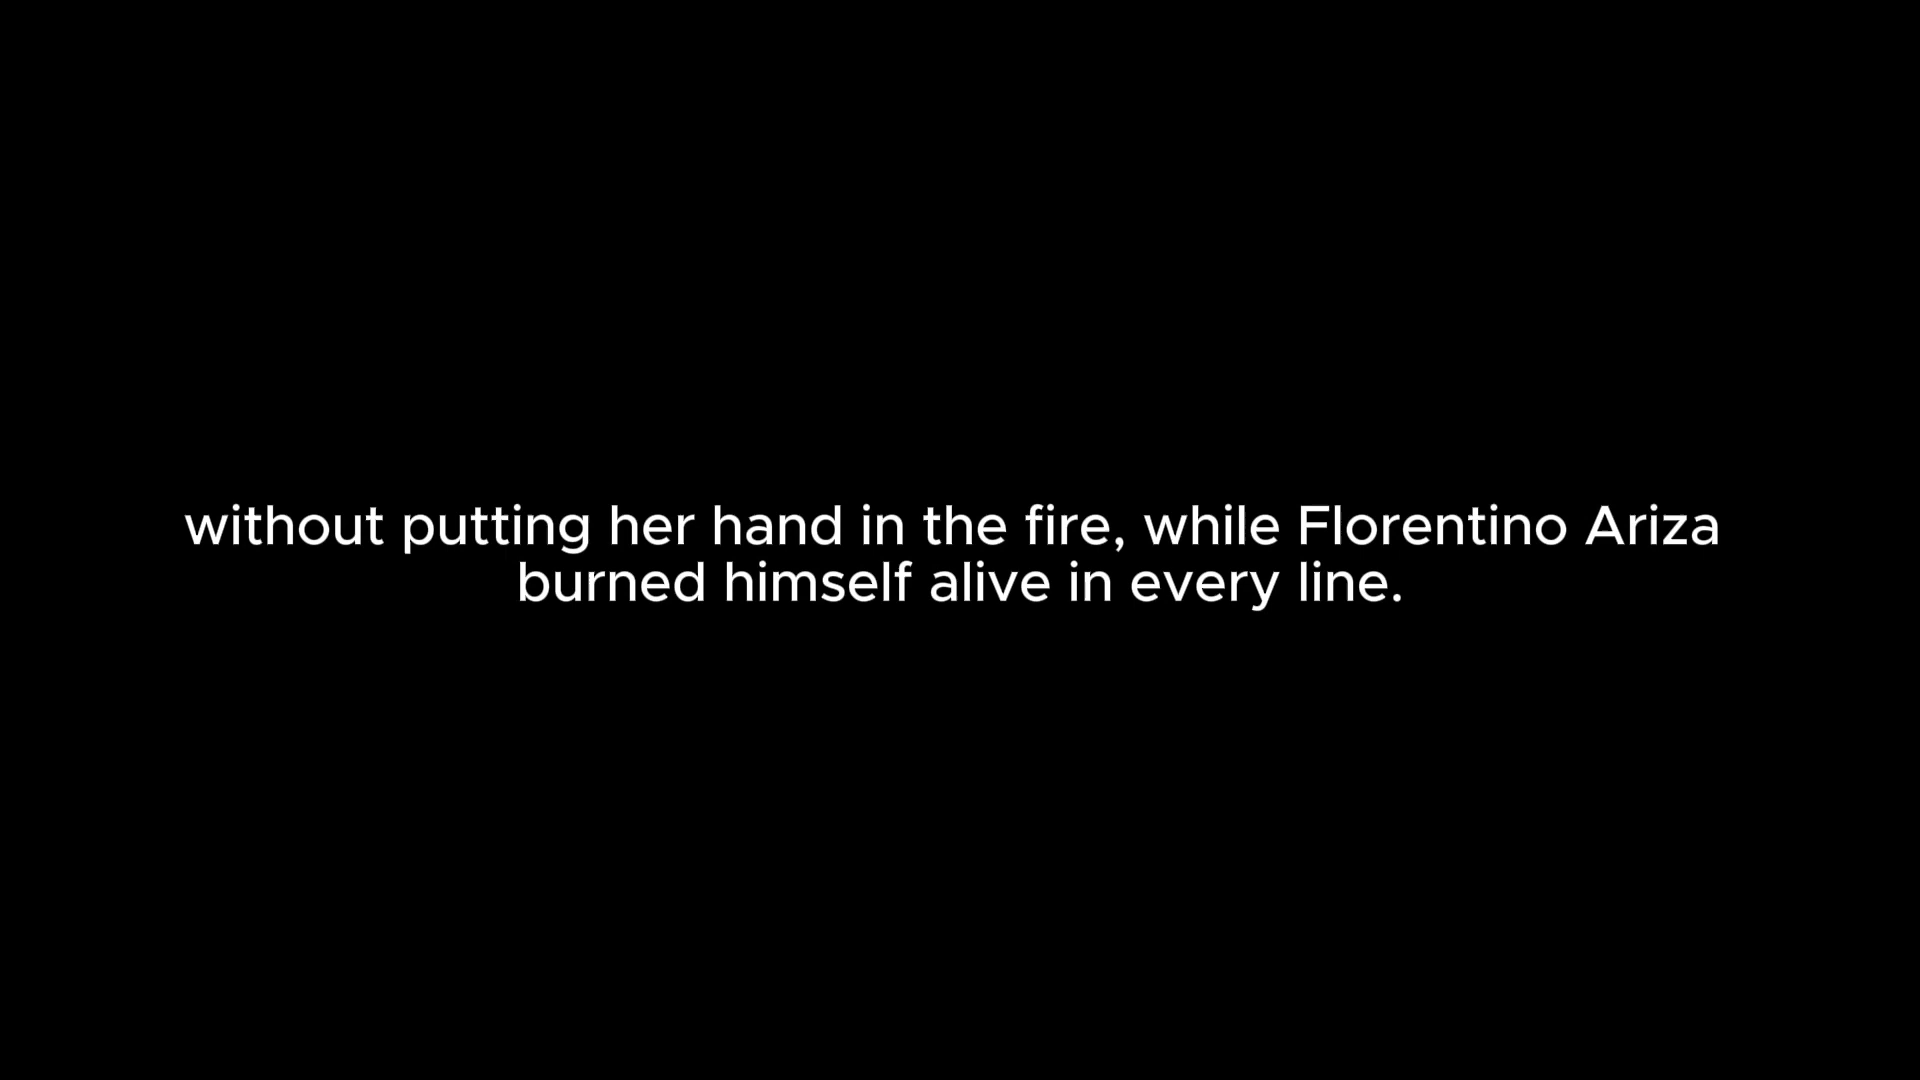 without putting her hand in the fire, while Florentino Ariza
burned himself alive in every line.